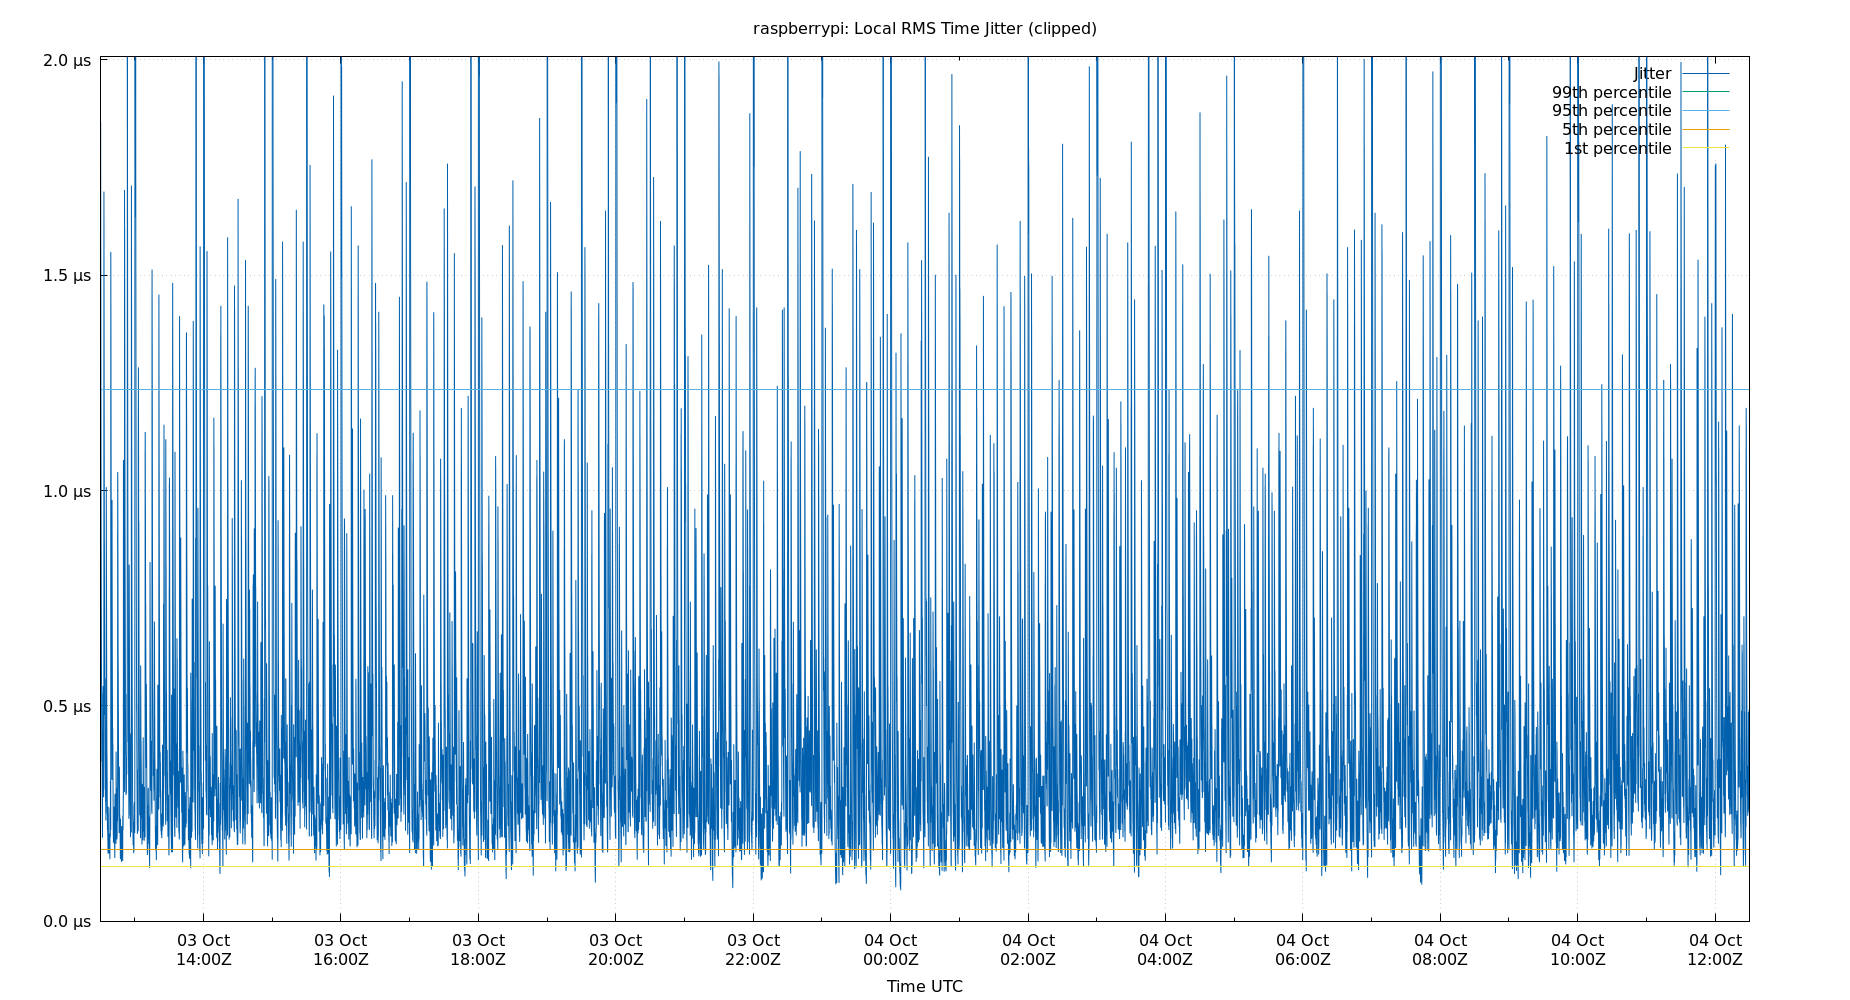 raspberrypi: Local RMS Time Jitter (clipped)
2.0 µs
1.5 µs
1.0 µs
0.5 µs
0.0 µs
Jitter
99th percentile
95th percentile
5th percentile
1st percentile
03 Oct 03 Oct 03 Oct 03 Oct 03 Oct 04 Oct 04 Oct 04 Oct 04 Oct 04 Oct 04 Oct 04 Oct
14:00Z 16:00Z 18:00Z 20:00Z 22:00Z 00:00Z 02:00Z 04:00Z 06:00Z 08:00Z 10:00Z 12:00Z
Time UTC